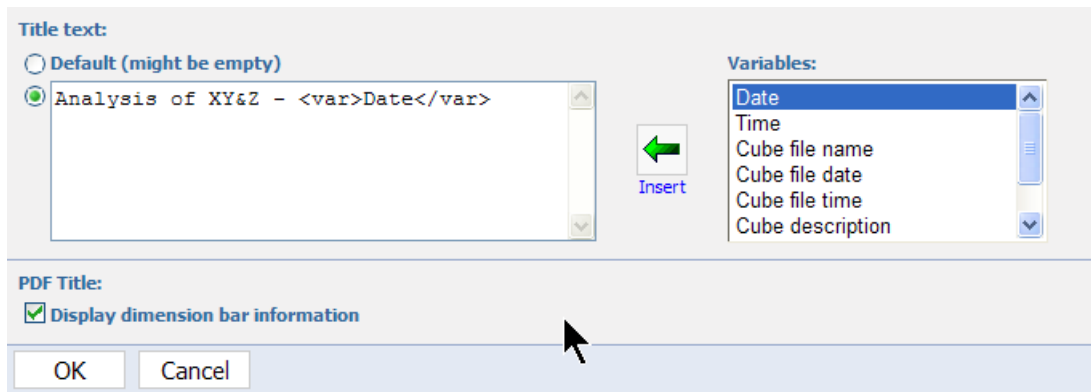 Title text:
Default (might be empty)
Analysis of XY&Z - <var>Date</var>
Insert
Variables:
Date
Time
Cube file name
Cube file date
Cube file time
Cube description
PDF Title:
Display dimension bar information
OK
Cancel